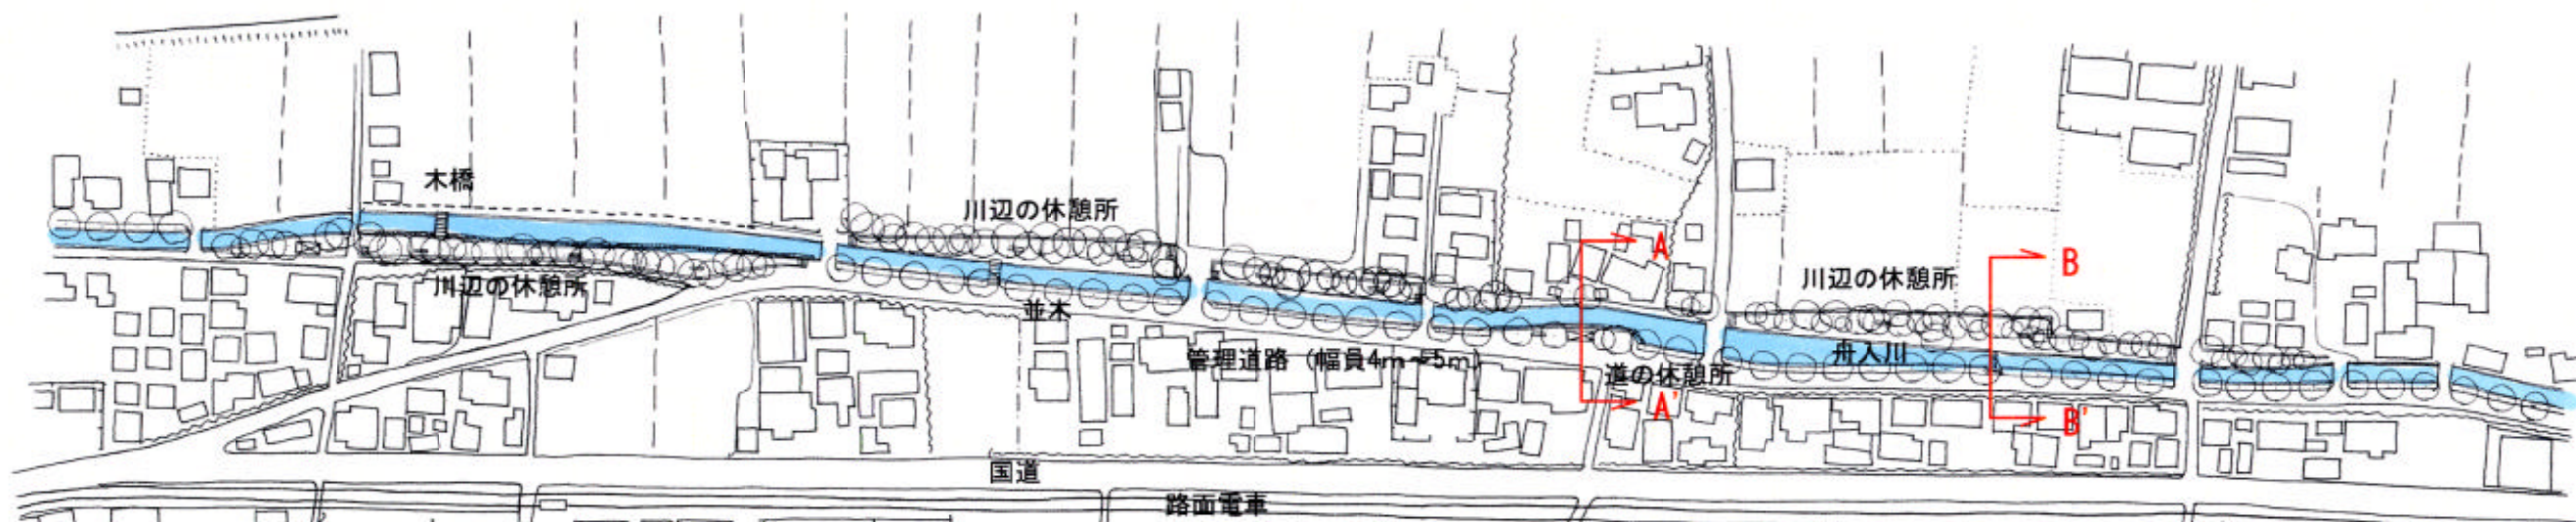 木橋
川辺の休憩所
川辺の休憩所
並木
管理道路（幅員4m～5m）
A
A'
道の休憩所
川辺の休憩所
舟入川
B
B'
国道
路面電車